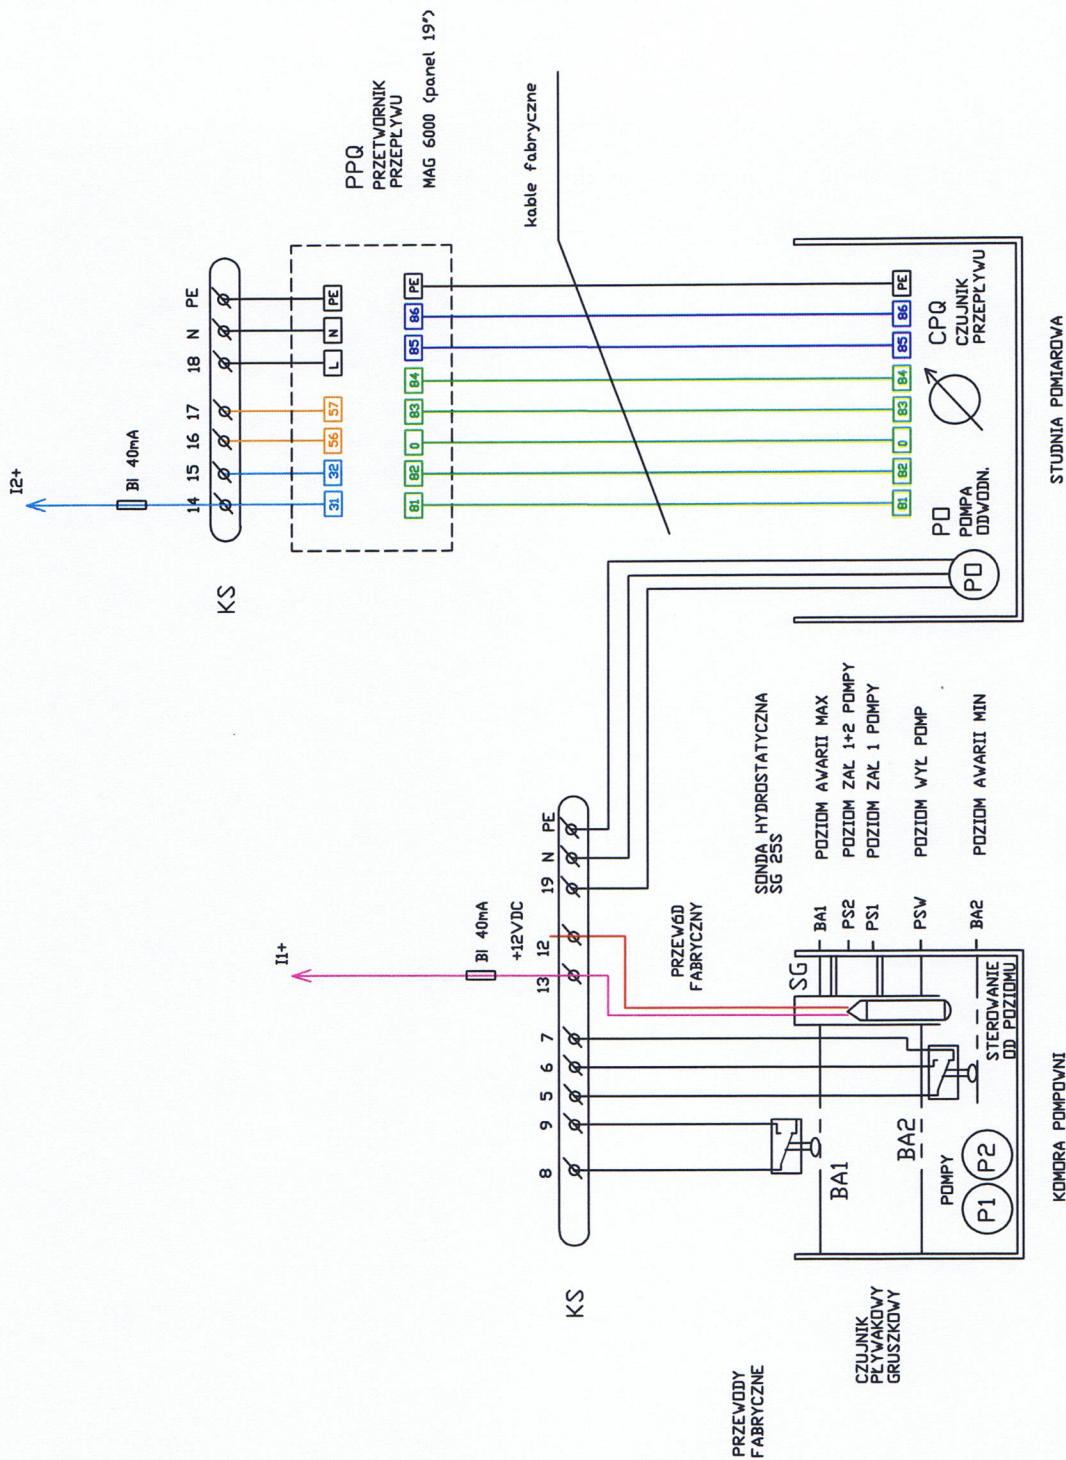 I2+
BI 40mA
14 15 16 17 18 N PE
KS
31 32 56 57 L N PE
81 82 0 83 84 85 86 PE
PPQ
PRZETWORNIK
PRZEPŁYWU
MAG 6000 (panel 19")
kable fabryczne
81 82 0 83 84 85 86 PE
CPQ
CZUJNIK
PRZEPŁYWU
PO
POMPA
ODWODN.
PO
STUDNIA POMIAROWA
I1+
BI 40mA
+12VDC
8 9 5 6 7 13 12 19 N PE
KS
PRZEWÓD
FABRYCZNY
SONDA HYDROSTATYCZNA
SG 25S
SG
BA1 POZIOM AWARII MAX
PS2 POZIOM ZAŁ 1+2 POMPY
PS1 POZIOM ZAŁ 1 POMPY
PSW POZIOM WYŁ POMP
BA2 POZIOM AWARII MIN
STEROWANIE
OD POZIOMU
BA1
BA2
POMPY
P1 P2
KOMORA POMPOWNI
CZUJNIK
PŁYWAKOWY
GRUSZKOWY
PRZEWODY
FABRYCZNE